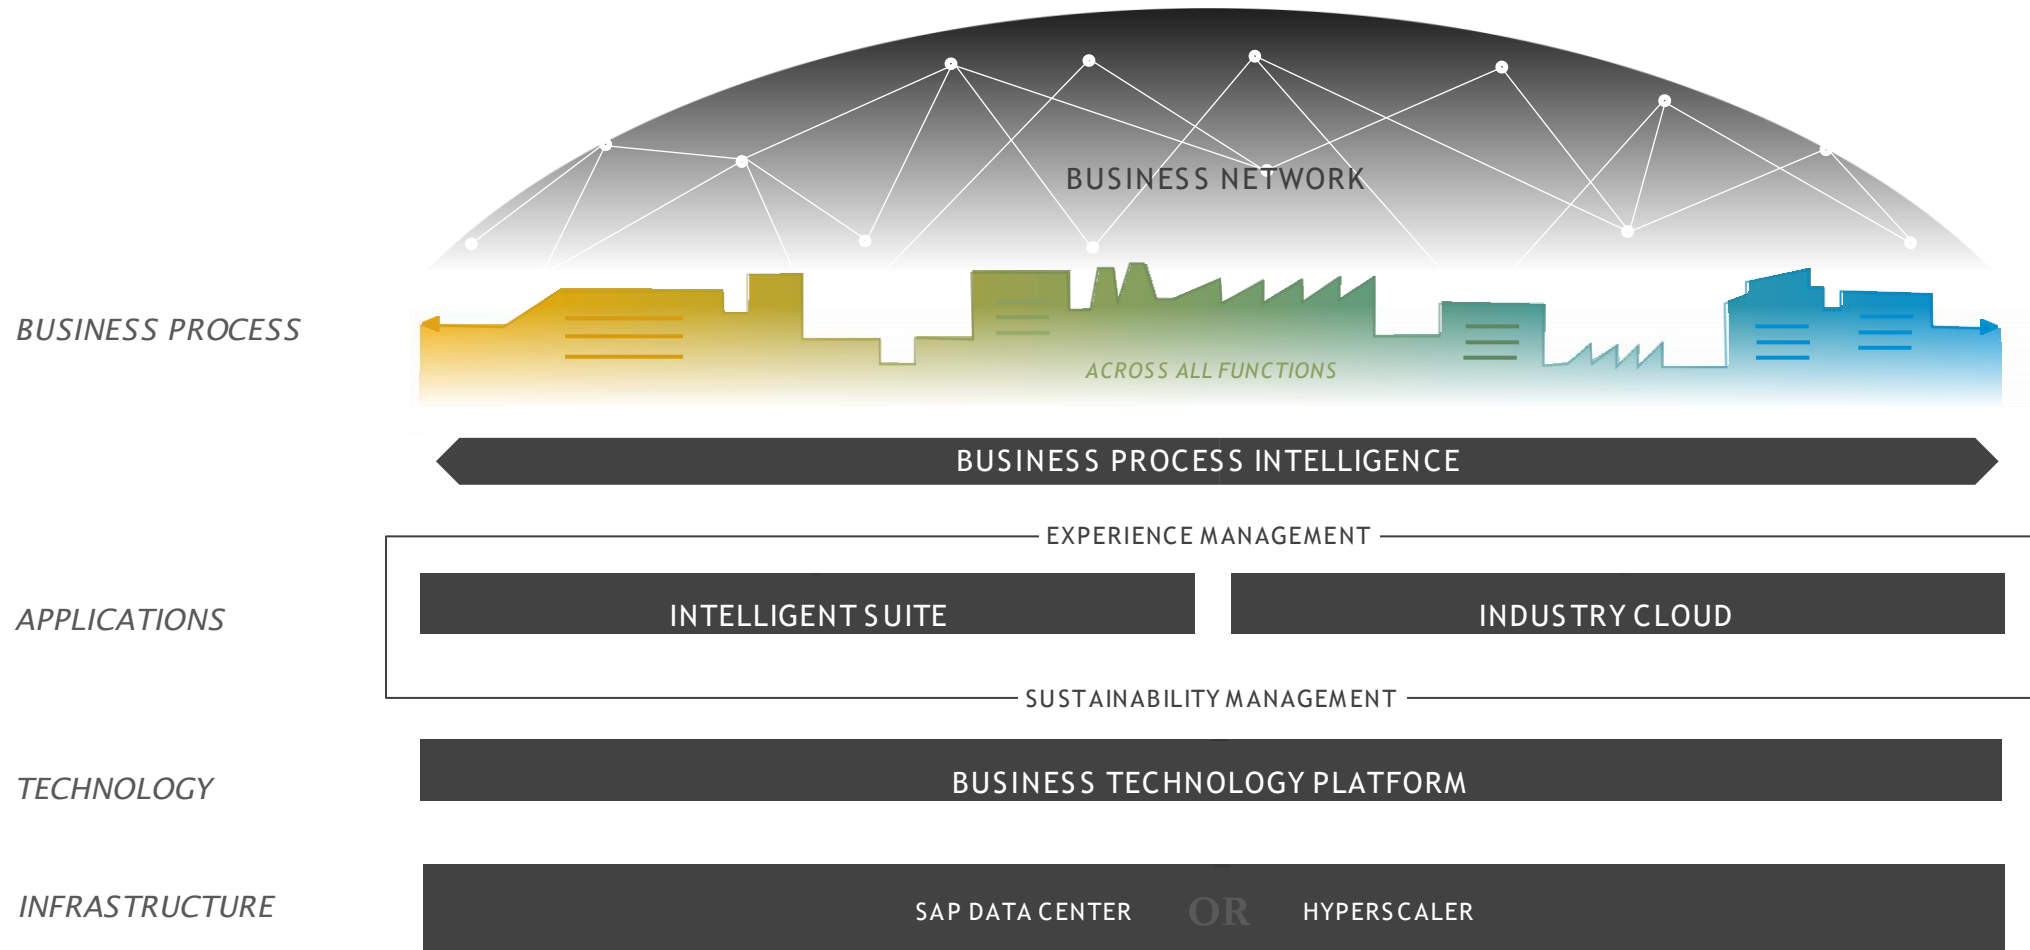 BUSINESS NETWORK
BUSINESS PROCESS
ACROSS ALL FUNCTIONS
BUSINESS PROCESS INTELLIGENCE
EXPERIENCE MANAGEMENT
APPLICATIONS
INTELLIGENT SUITE
INDUSTRY CLOUD
SUSTAINABILITY MANAGEMENT
TECHNOLOGY
BUSINESS TECHNOLOGY PLATFORM
INFRASTRUCTURE
SAP DATA CENTER OR HYPERSCALER